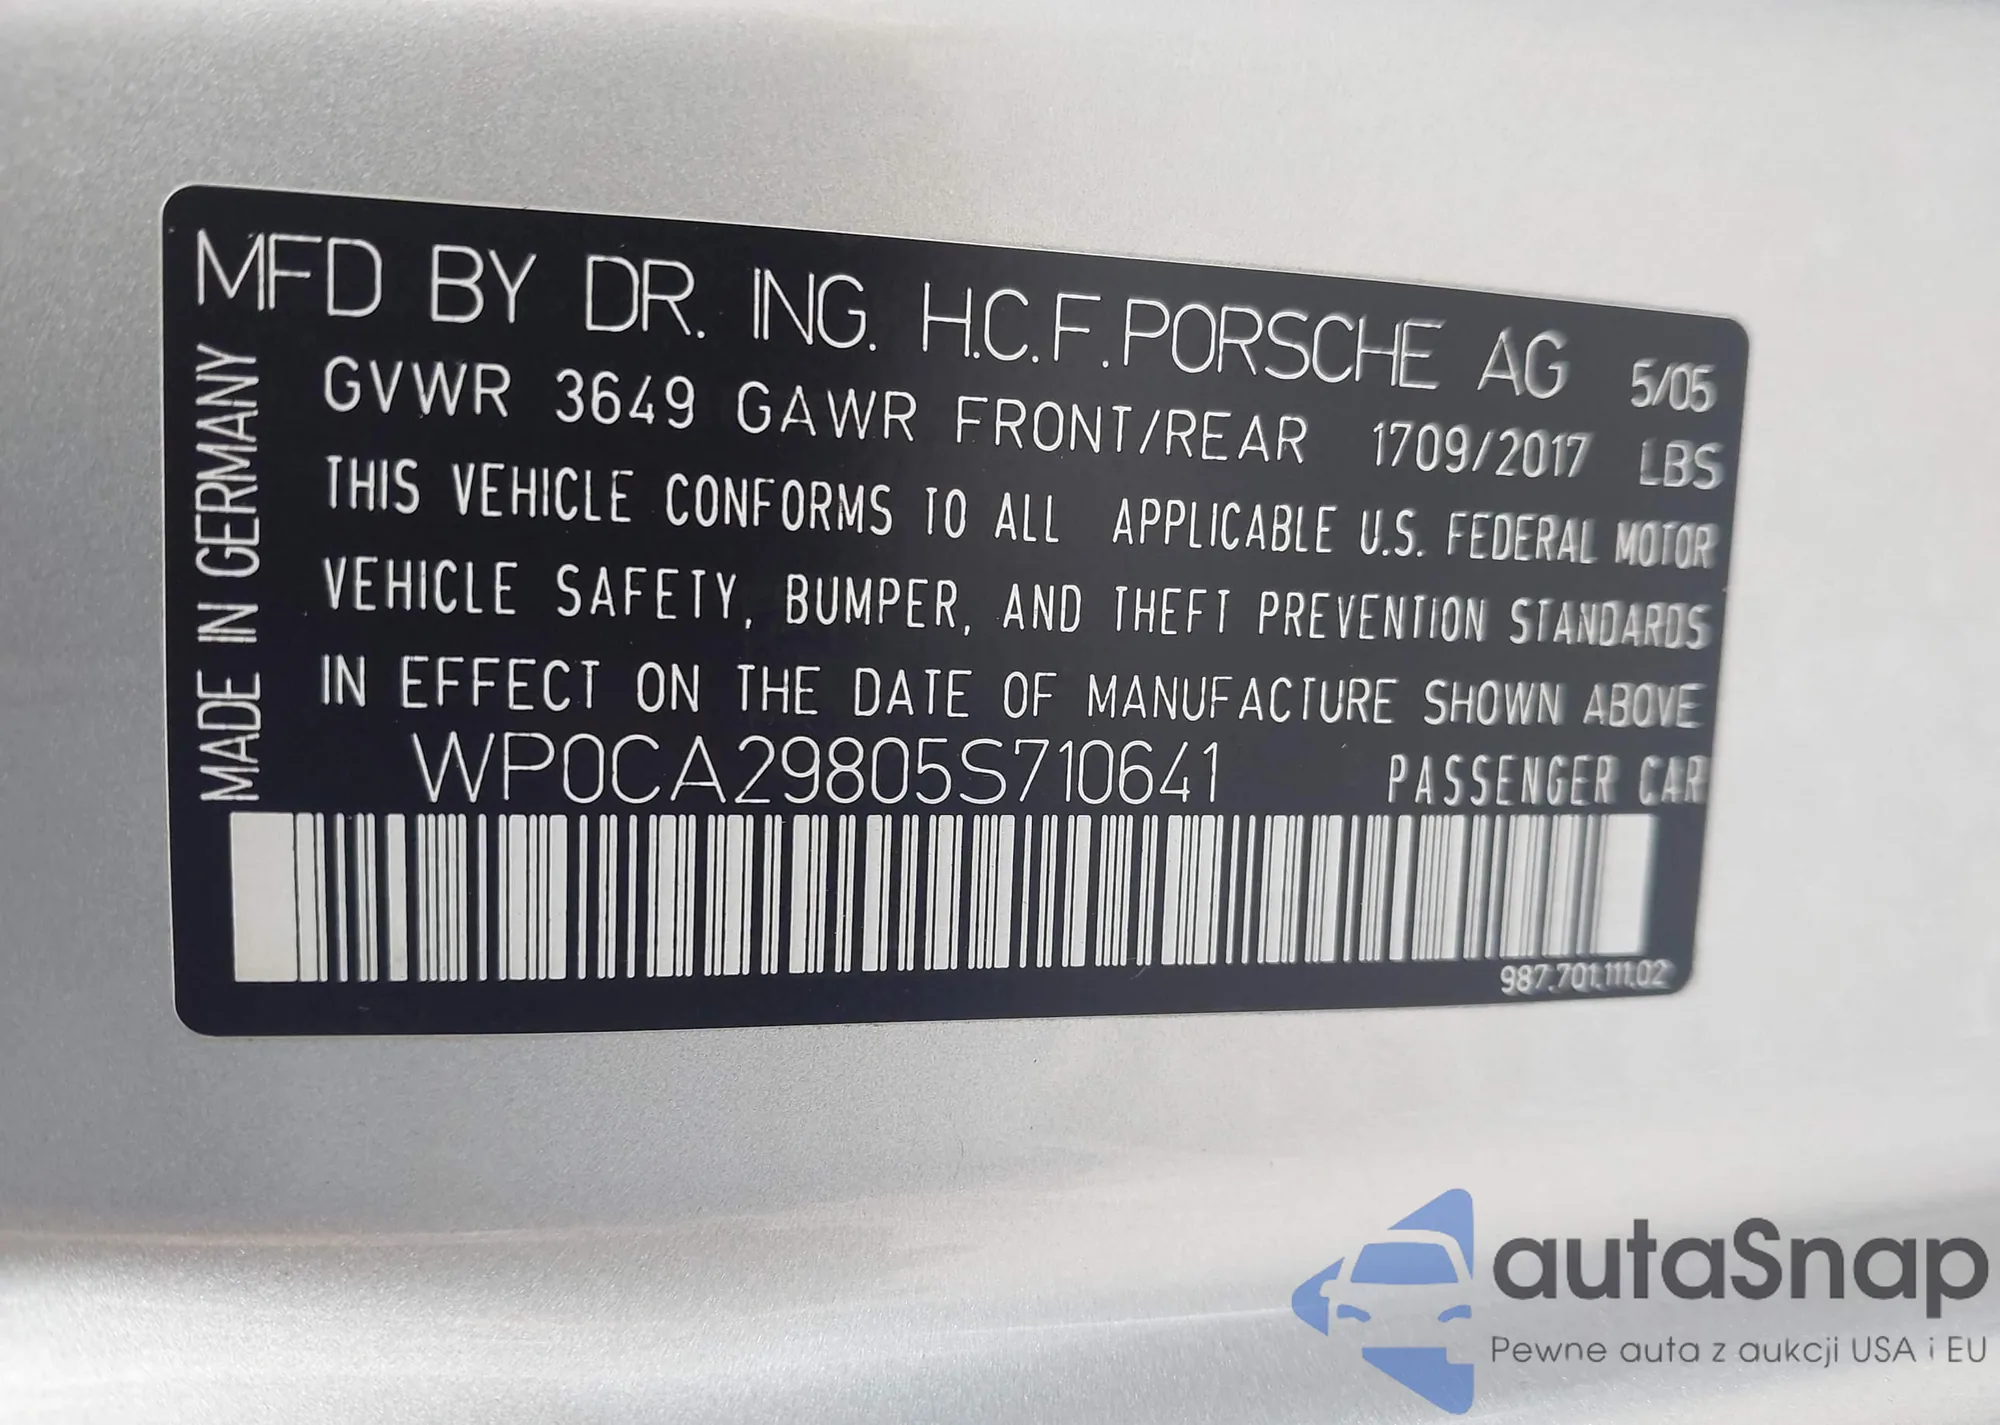 MFD BY DR. ING. H.C.F. PORSCHE AG 5/05
GVWR 3649 GAWR FRONT/REAR 1709/2017 LBS
THIS VEHICLE CONFORMS TO ALL APPLICABLE U.S. FEDERAL MOTOR
VEHICLE SAFETY, BUMPER, AND THEFT PREVENTION STANDARDS
IN EFFECT ON THE DATE OF MANUFACTURE SHOWN ABOVE
WP0CA29805S710641 PASSENGER CAR
MADE IN GERMANY
987.701.111.02
autaSnap
Pewne auta z aukcji USA i EU